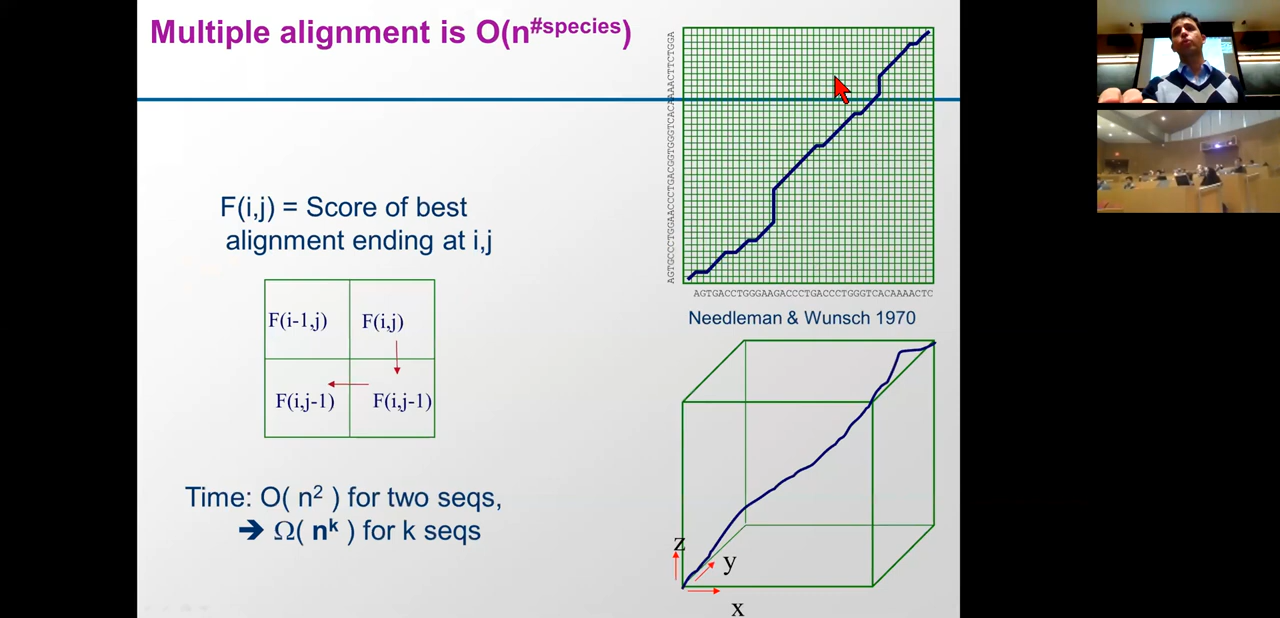 Multiple alignment is O(n^#species)
F(i,j) = Score of best
alignment ending at i,j
F(i-1,j) F(i,j)
F(i,j-1) F(i,j-1)
Time: O( n² ) for two seqs,
➔ Ω( n^k ) for k seqs
AGTGCCCTGGAACCCTGACGGTGGGTCACAAAACTTCTGGA
AGTGACCTGGGAAGACCCTGACCCTGGGTCACAAAACTC
Needleman & Wunsch 1970
z
y
x